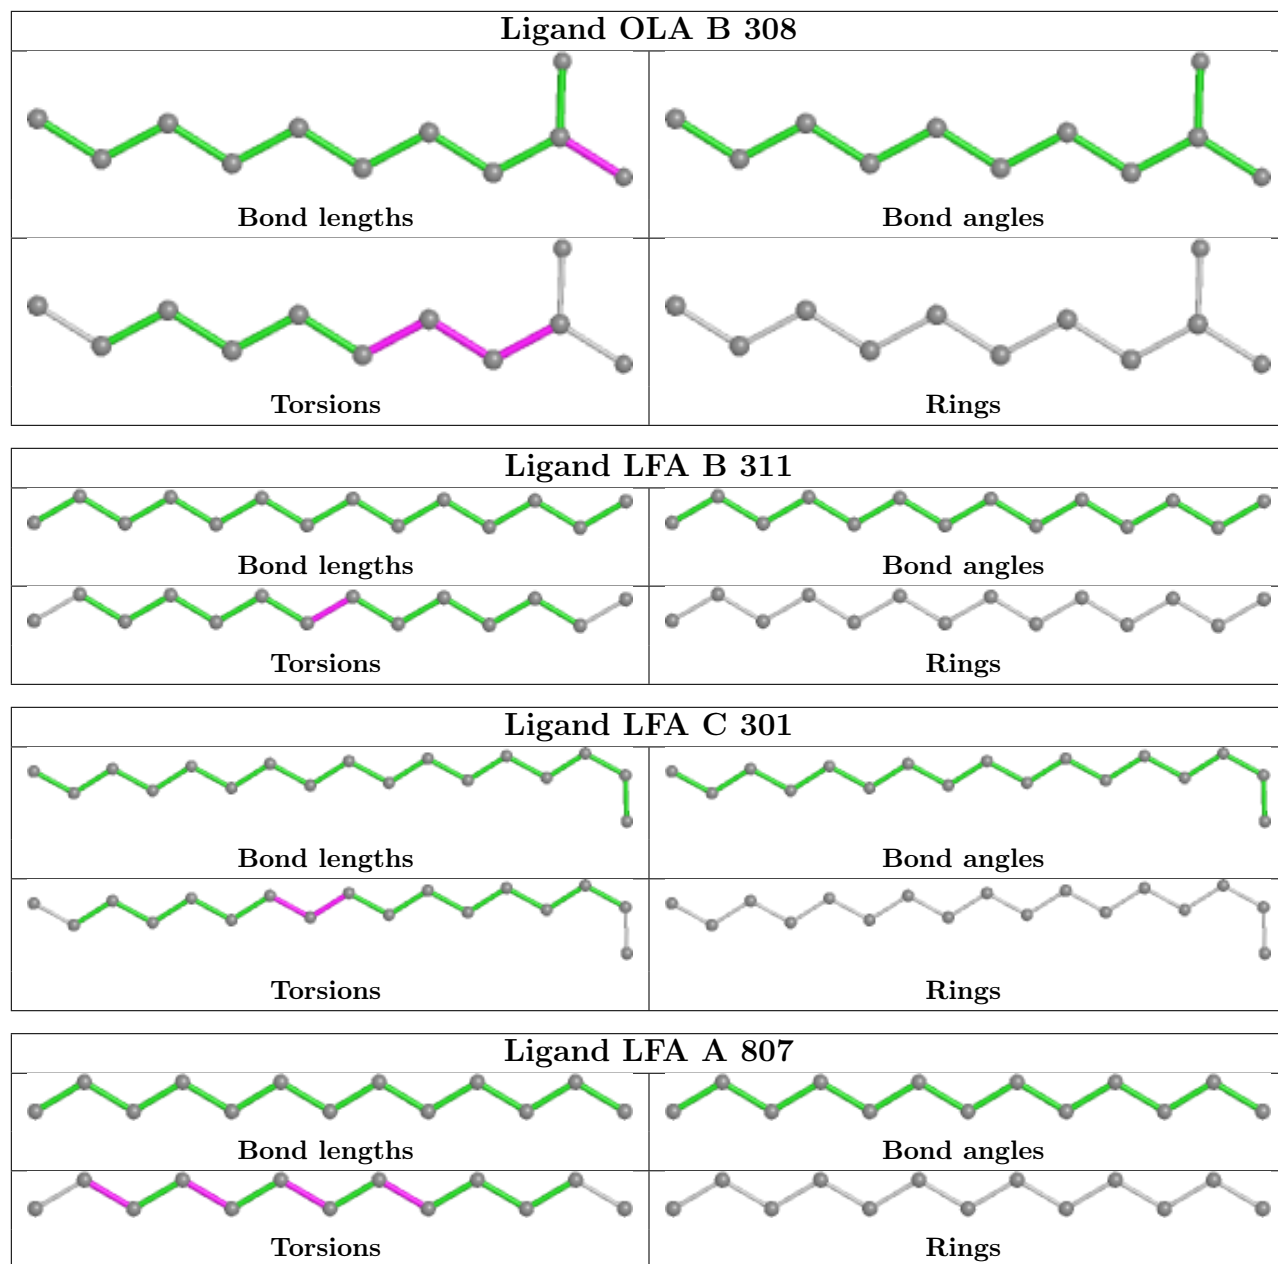 Ligand OLA B 308
Bond lengths
Bond angles
Torsions
Rings
Ligand LFA B 311
Bond lengths
Bond angles
Torsions
Rings
Ligand LFA C 301
Bond lengths
Bond angles
Torsions
Rings
Ligand LFA A 807
Bond lengths
Bond angles
Torsions
Rings